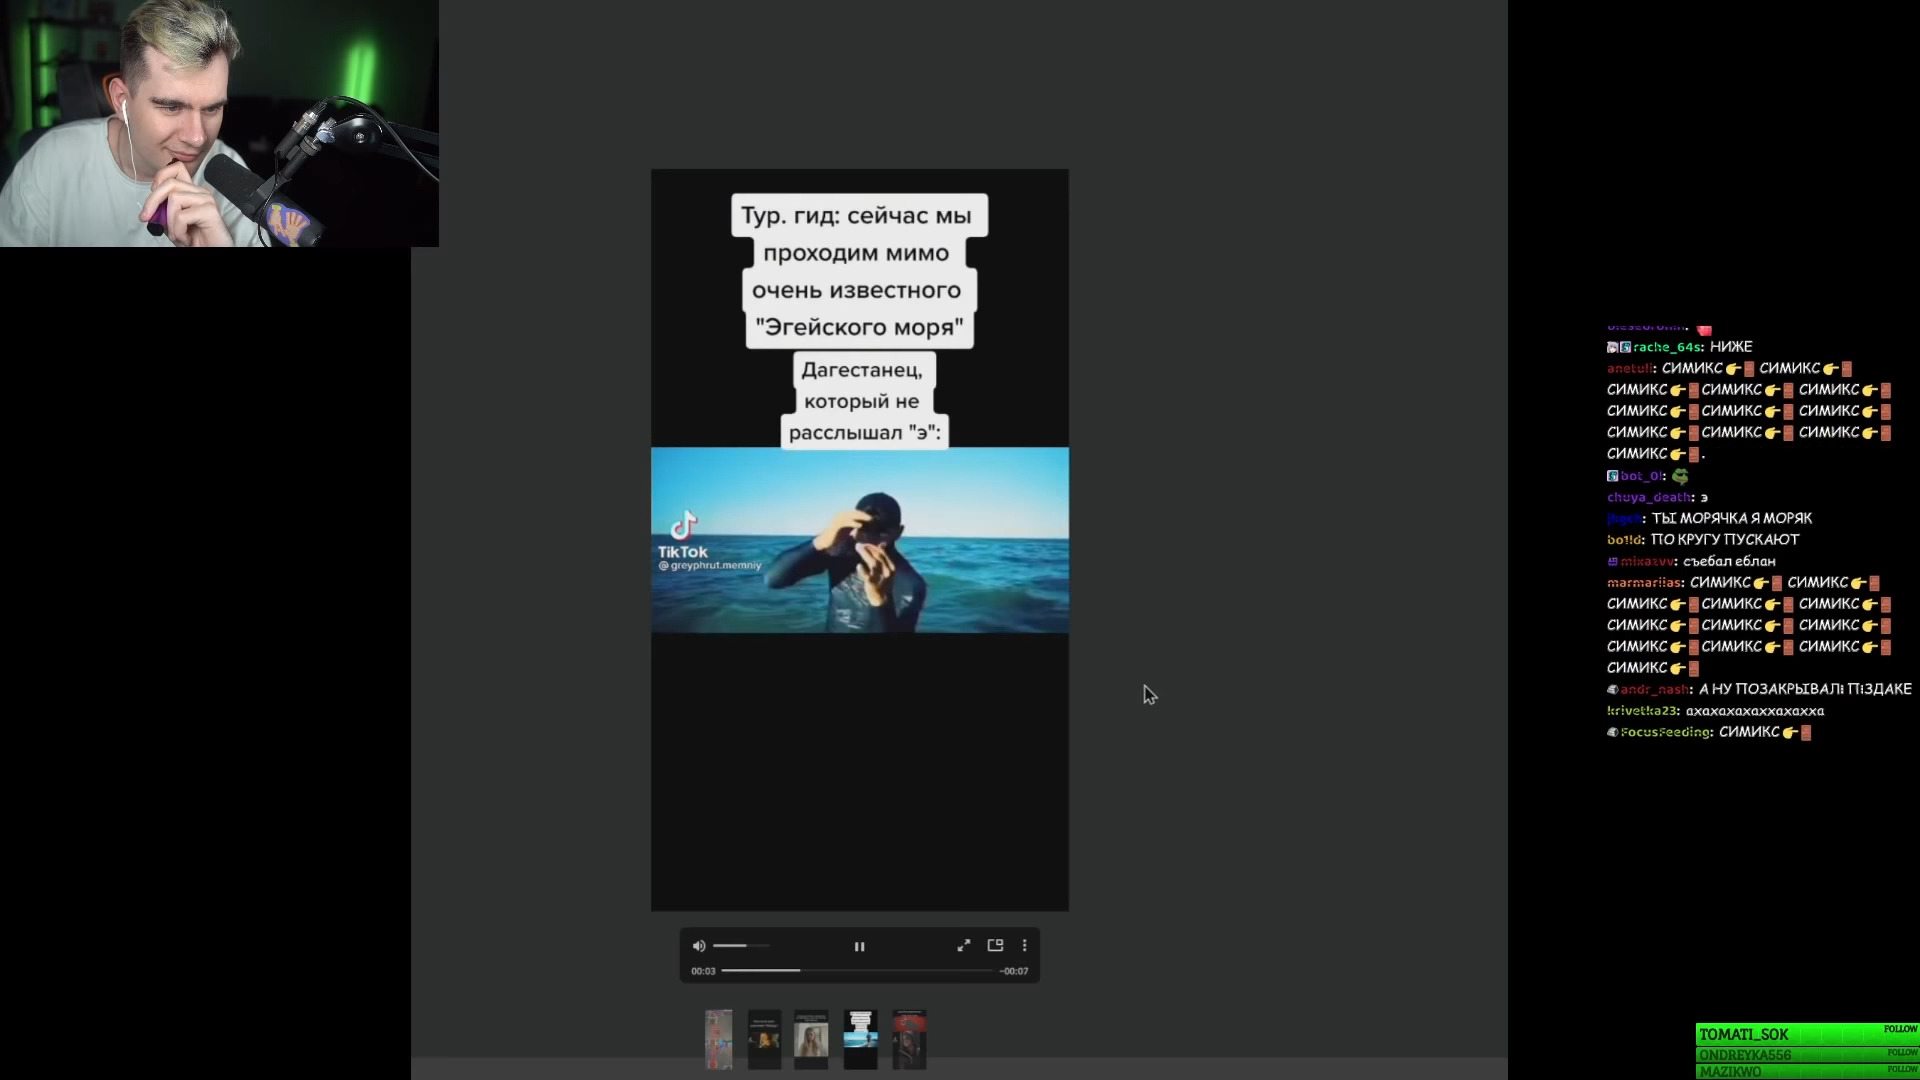 Тур. гид: сейчас мы
проходим мимо
очень известного
"Эгейского моря"
Дагестанец,
который не
расслышал "э":
TikTok
@greyphrut.memniy
00:03
-00:07
rache_64s: НИЖЕ
anetuli: СИМИКС👉🚪 СИМИКС👉🚪
СИМИКС👉🚪СИМИКС👉🚪 СИМИКС👉🚪
СИМИКС👉🚪СИМИКС👉🚪 СИМИКС👉🚪
СИМИКС👉🚪СИМИКС👉🚪 СИМИКС👉🚪
СИМИКС👉🚪.
chuya_death: э
ТЫ МОРЯЧКА Я МОРЯК
ПО КРУГУ ПУСКАЮТ
mixazvv: съебал еблан
marmariias: СИМИКС👉🚪 СИМИКС👉🚪
СИМИКС👉🚪СИМИКС👉🚪 СИМИКС👉🚪
СИМИКС👉🚪СИМИКС👉🚪 СИМИКС👉🚪
СИМИКС👉🚪СИМИКС👉🚪 СИМИКС👉🚪
СИМИКС👉🚪
andr_nash: А НУ ПОЗАКРЫВАЛІ ПІЗДАКЕ
krivetka23: ахахахахаххахахха
FocusFeeding: СИМИКС👉🚪
TOMATI_SOK FOLLOW
ONDREYKA556 FOLLOW
MAZIKWO FOLLOW